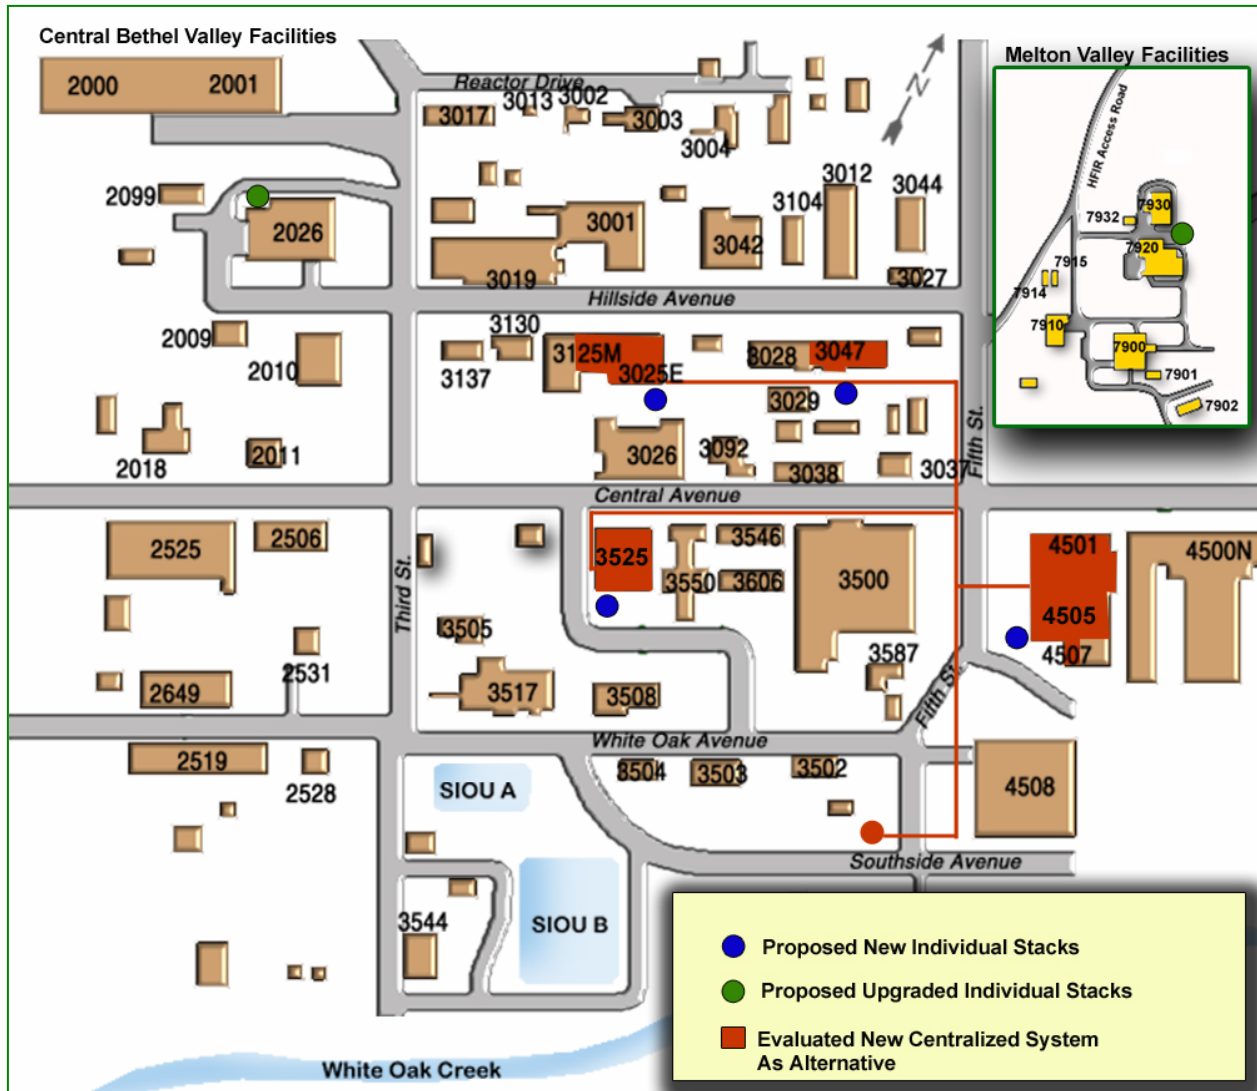 Central Bethel Valley Facilities
Melton Valley Facilities
2000
2001
Reactor Drive
N
3017
3013
3002
3003
3004
2099
2026
3001
3019
3042
3104
3012
3044
3027
Hillside Avenue
HFIR Access Road
7932
7930
7920
7915
7914
7910
7900
7901
7902
2009
2010
2018
2011
3137
3130
3125M
3025E
3028
3047
3029
3026
3092
3038
3037
Fifth St.
Central Avenue
2525
2506
Third St.
3525
3546
3550
3606
3500
4501
4505
4507
4500N
3505
3517
3508
3587
Fifth St.
2531
2649
White Oak Avenue
2519
2528
SIOU A
3504
3503
3502
4508
Southside Avenue
SIOU B
3544
White Oak Creek
Proposed New Individual Stacks
Proposed Upgraded Individual Stacks
Evaluated New Centralized System
As Alternative